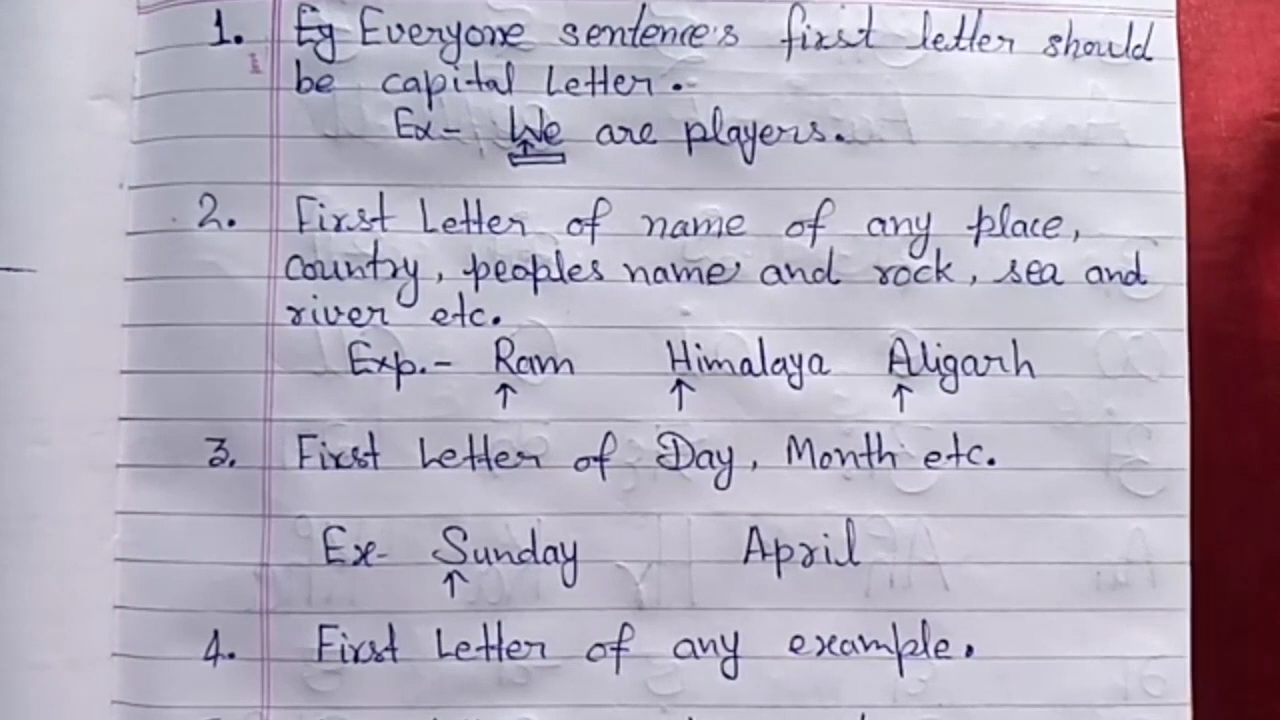 1. Eg Everyone sentence's first letter should
be capital Letter.
Ex- We are players.
2. First Letter of name of any place,
country, peoples name and rock, sea and
river etc.
Exp.- Ram Himalaya Aligarh
3. First Letter of Day, Month etc.
Ex- Sunday April
4. First Letter of any example.